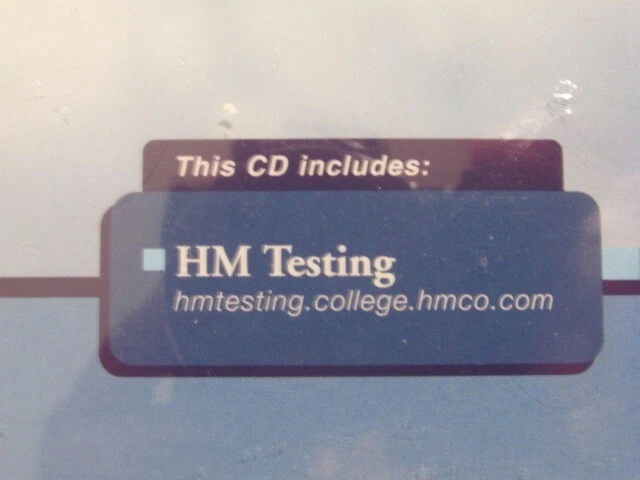 This CD includes:
HM Testing
hmtesting.college.hmco.com